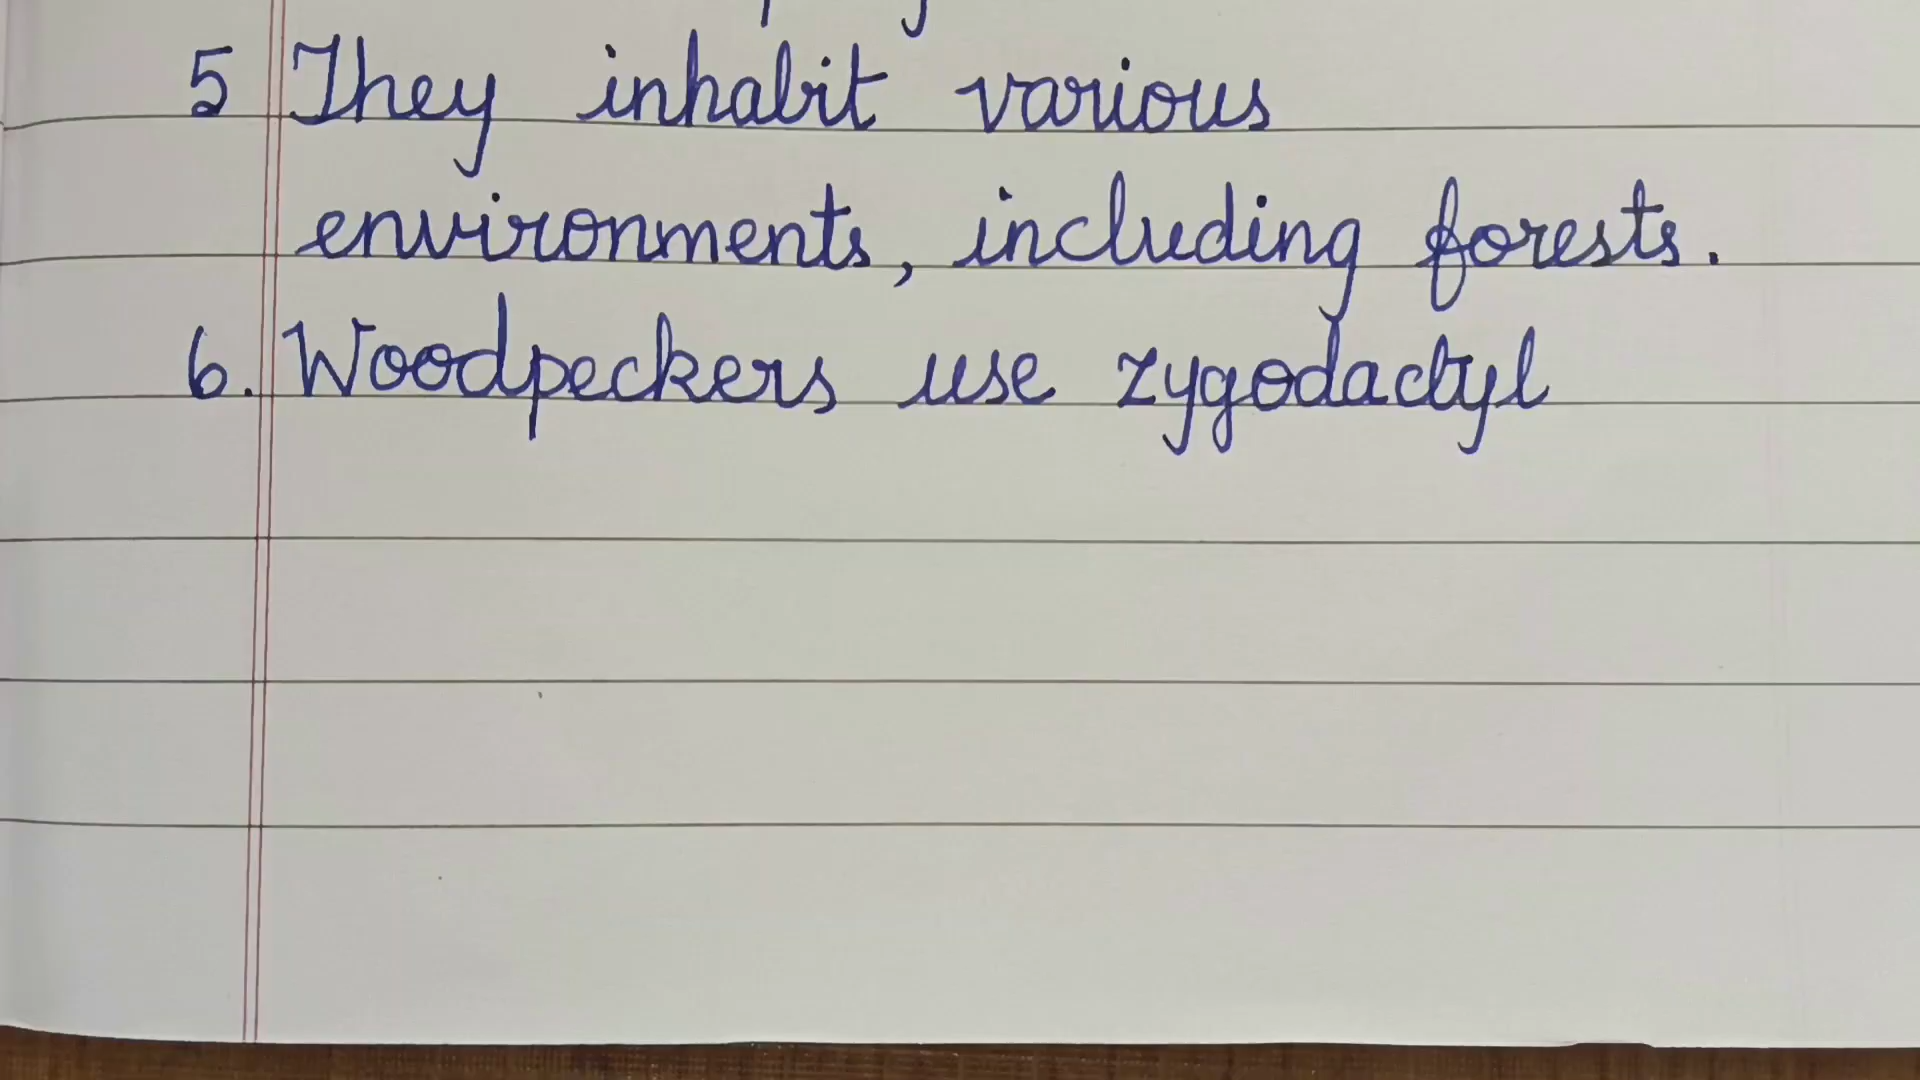 5 They inhabit various
environments, including forests.
6. Woodpeckers use zygodactyl